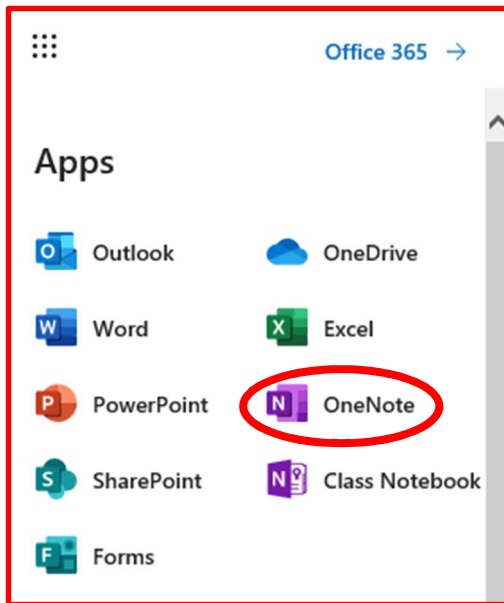 Office 365 →
Apps
Outlook OneDrive
Word Excel
PowerPoint OneNote
SharePoint Class Notebook
Forms